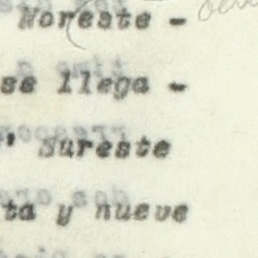 Noreste -
se llega -
Sureste
ta y nueve